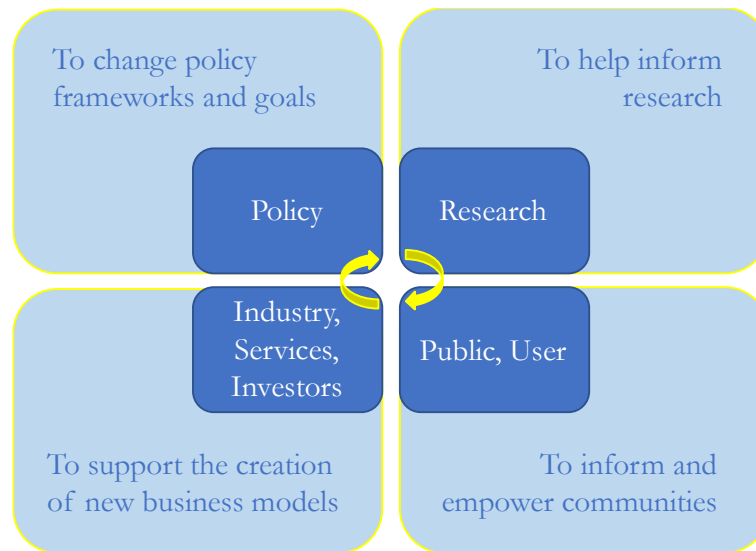 To change policy
frameworks and goals
To help inform
research
Policy
Research
Industry,
Services,
Investors
Public, User
To support the creation
of new business models
To inform and
empower communities